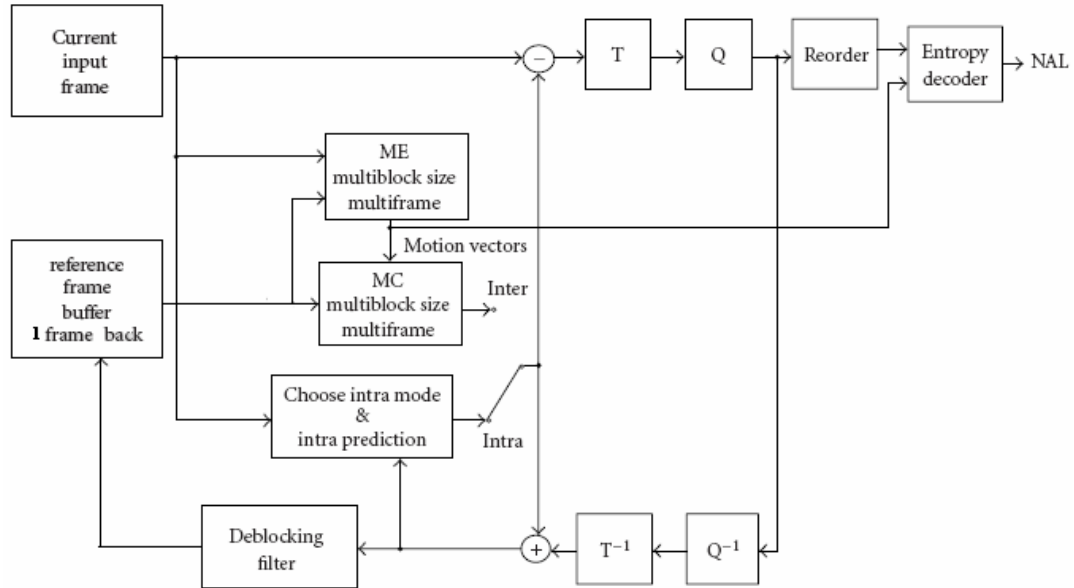 Current
input
frame
−
T
Q
Reorder
Entropy
decoder
NAL
ME
multiblock size
multiframe
Motion vectors
reference
frame
buffer
1 frame back
MC
multiblock size
multiframe
Inter
Choose intra mode
&
intra prediction
Intra
Deblocking
filter
+
T⁻¹
Q⁻¹